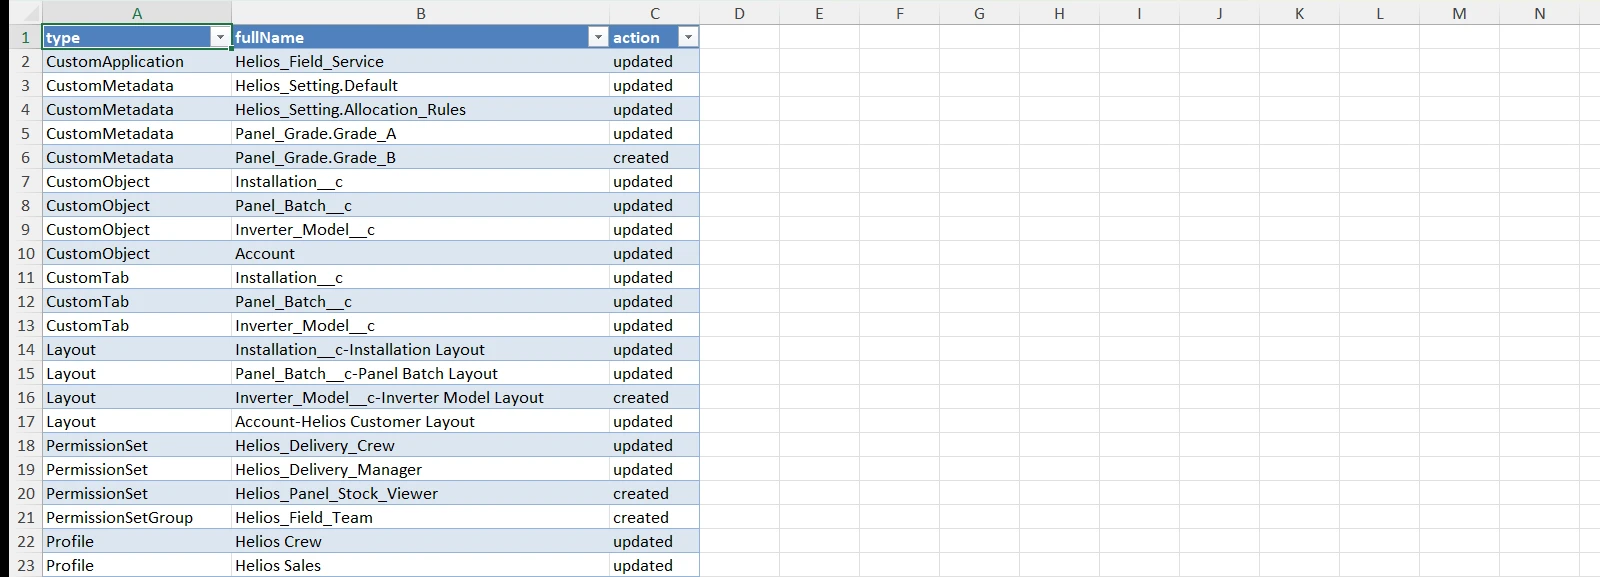 A B C D E F G H I J K L M N
1 type fullName action
2 CustomApplication Helios_Field_Service updated
3 CustomMetadata Helios_Setting.Default updated
4 CustomMetadata Helios_Setting.Allocation_Rules updated
5 CustomMetadata Panel_Grade.Grade_A updated
6 CustomMetadata Panel_Grade.Grade_B created
7 CustomObject Installation__c updated
8 CustomObject Panel_Batch__c updated
9 CustomObject Inverter_Model__c updated
10 CustomObject Account updated
11 CustomTab Installation__c updated
12 CustomTab Panel_Batch__c updated
13 CustomTab Inverter_Model__c updated
14 Layout Installation__c-Installation Layout updated
15 Layout Panel_Batch__c-Panel Batch Layout updated
16 Layout Inverter_Model__c-Inverter Model Layout created
17 Layout Account-Helios Customer Layout updated
18 PermissionSet Helios_Delivery_Crew updated
19 PermissionSet Helios_Delivery_Manager updated
20 PermissionSet Helios_Panel_Stock_Viewer created
21 PermissionSetGroup Helios_Field_Team created
22 Profile Helios Crew updated
23 Profile Helios Sales updated